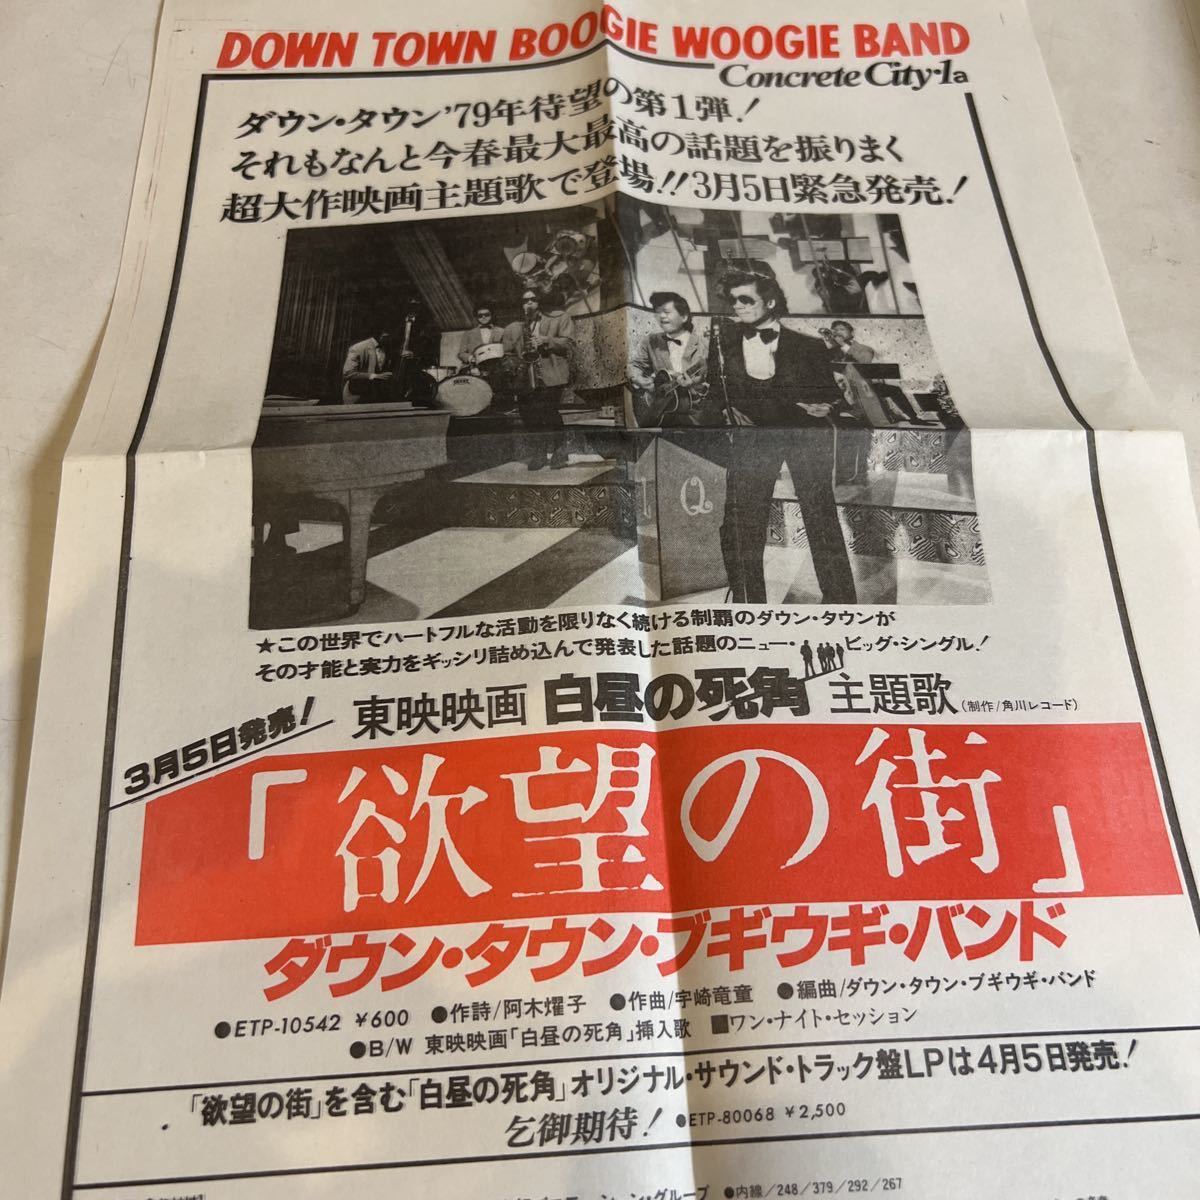 DOWN TOWN BOOGIE WOOGIE BAND
Concrete City・1a
ダウン・タウン'79年待望の第1弾!
それもなんと今春最大最高の話題を振りまく
超大作映画主題歌で登場!!3月5日緊急発売!
1Q
★この世界でハートフルな活動を限りなく続ける制覇のダウン・タウンが
その才能と実力をギッシリ詰め込んで発表した話題のニュー・ビッグ・シングル!
3月5日発売!
東映映画 白昼の死角 主題歌(制作/角川レコード)
「欲望の街」
ダウン・タウン・ブギウギ・バンド
●ETP-10542 ¥600 ●作詩/阿木燿子 ●作曲/宇崎竜童 ●編曲/ダウン・タウン・ブギウギ・バンド
●B/W 東映映画「白昼の死角」挿入歌 ■ワン・ナイト・セッション
「欲望の街」を含む「白昼の死角」オリジナル・サウンド・トラック盤LPは4月5日発売!
乞御期待! ●ETP-80068 ¥2,500
●内線/248/379/292/267